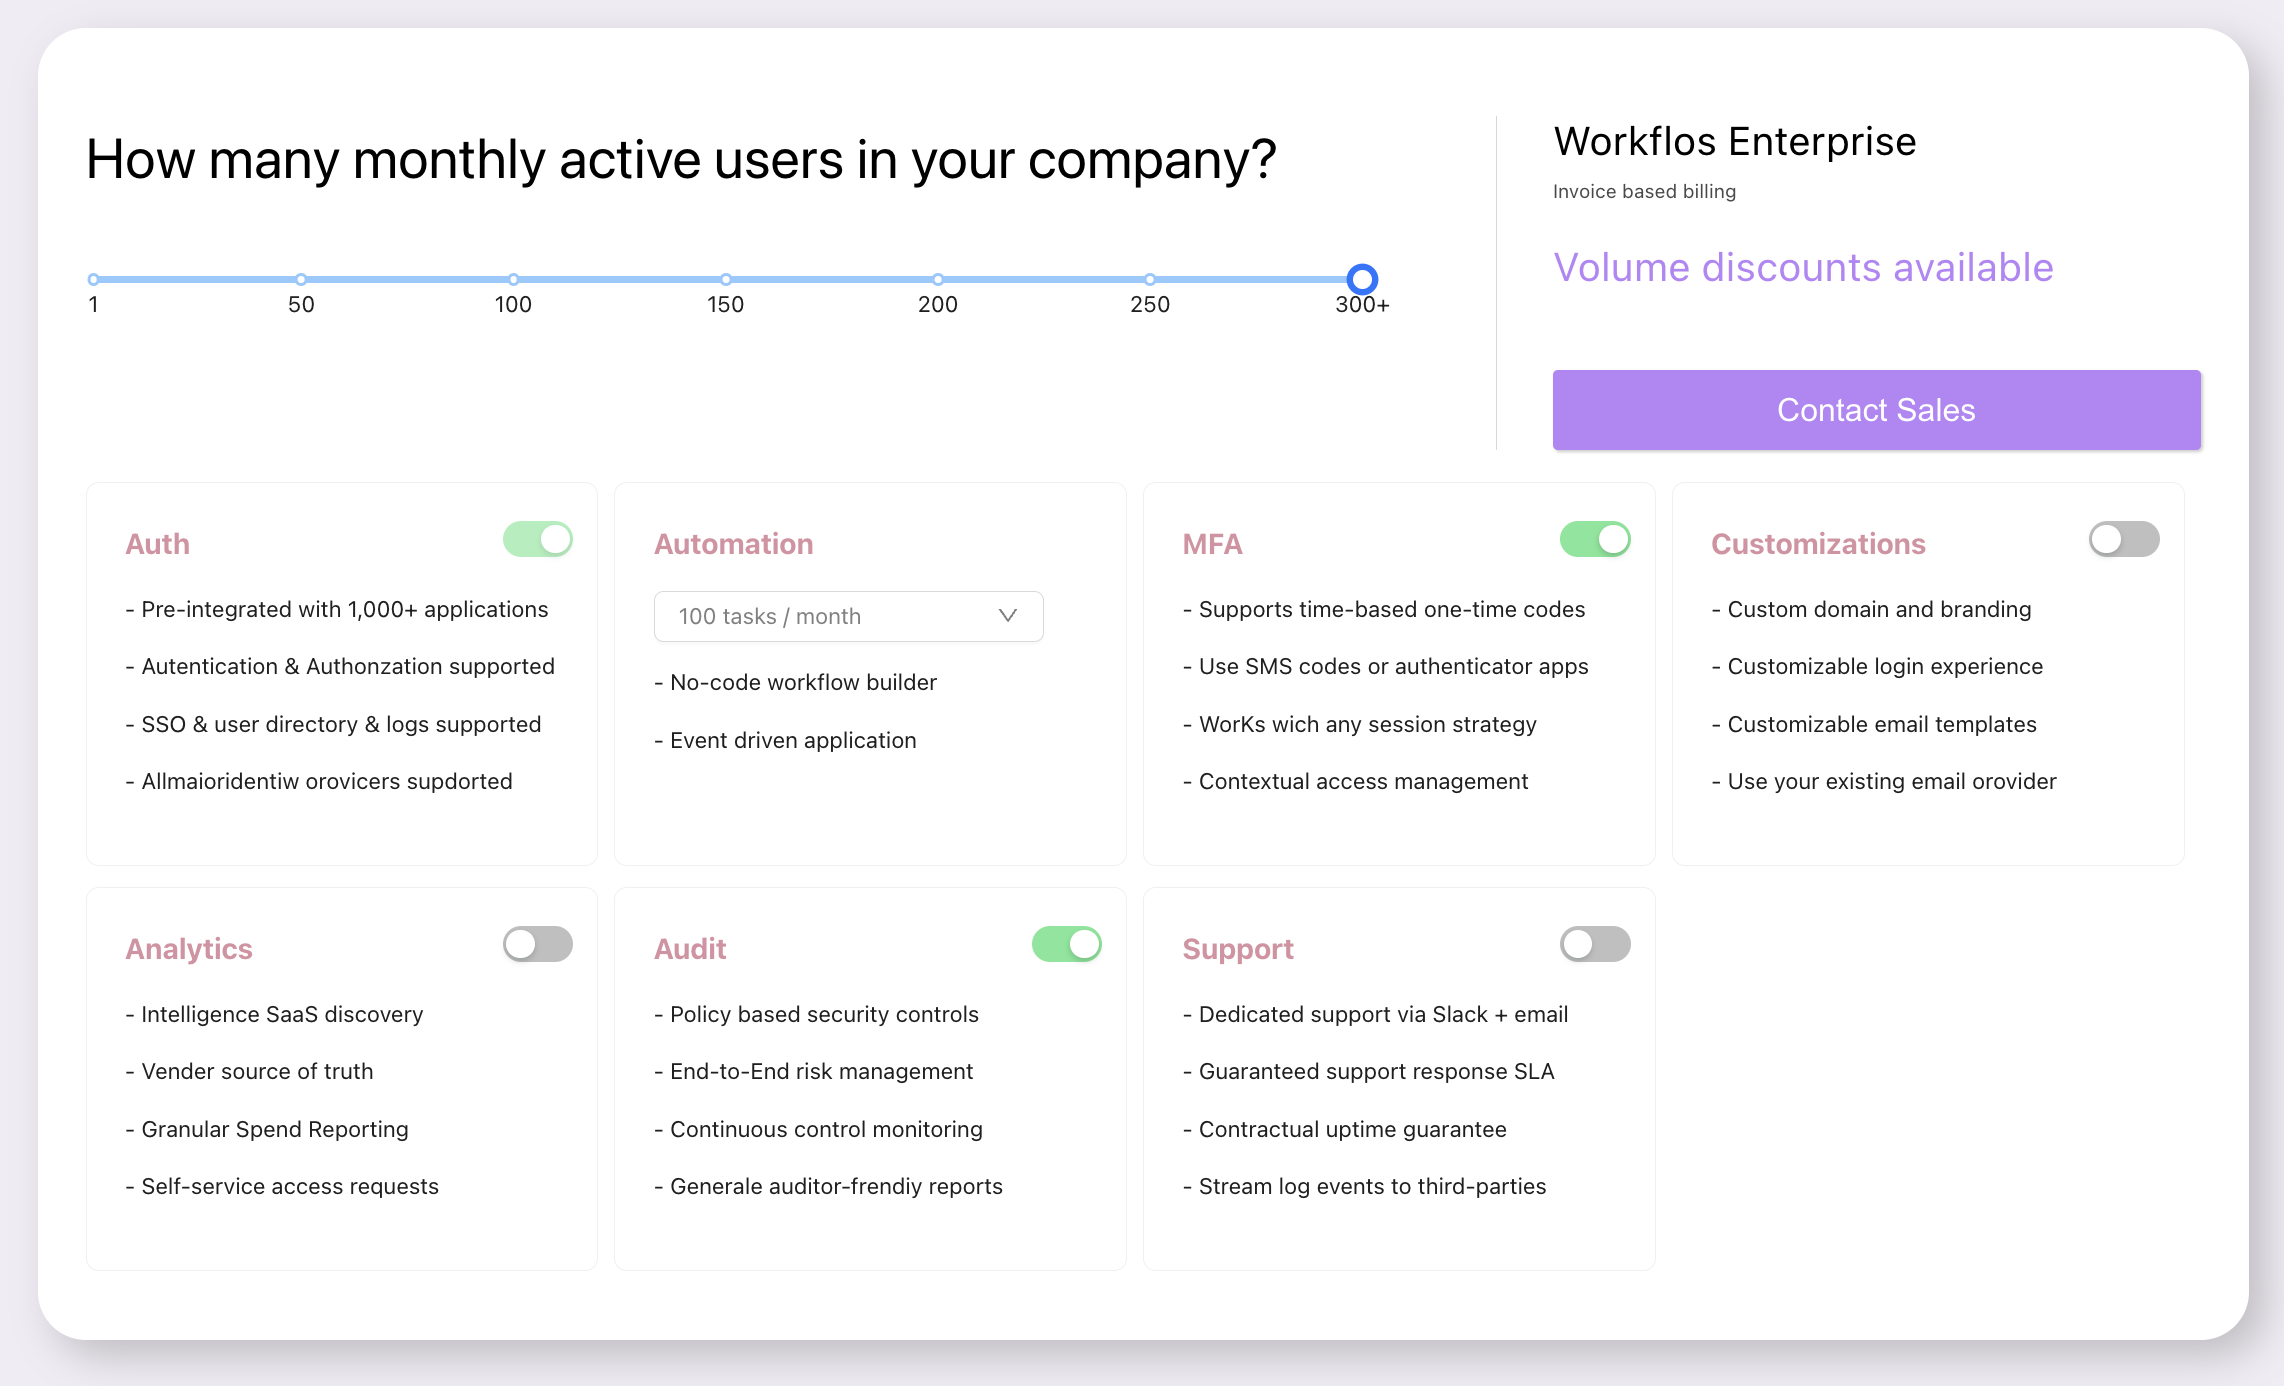 How many monthly active users in your company?
1 50 100 150 200 250 300+
Workflos Enterprise
Invoice based billing
Volume discounts available
Contact Sales
Auth
- Pre-integrated with 1,000+ applications
- Autentication & Authonzation supported
- SSO & user directory & logs supported
- Allmaioridentiw orovicers supdorted
Automation
100 tasks / month
- No-code workflow builder
- Event driven application
MFA
- Supports time-based one-time codes
- Use SMS codes or authenticator apps
- WorKs wich any session strategy
- Contextual access management
Customizations
- Custom domain and branding
- Customizable login experience
- Customizable email templates
- Use your existing email orovider
Analytics
- Intelligence SaaS discovery
- Vender source of truth
- Granular Spend Reporting
- Self-service access requests
Audit
- Policy based security controls
- End-to-End risk management
- Continuous control monitoring
- Generale auditor-frendiy reports
Support
- Dedicated support via Slack + email
- Guaranteed support response SLA
- Contractual uptime guarantee
- Stream log events to third-parties